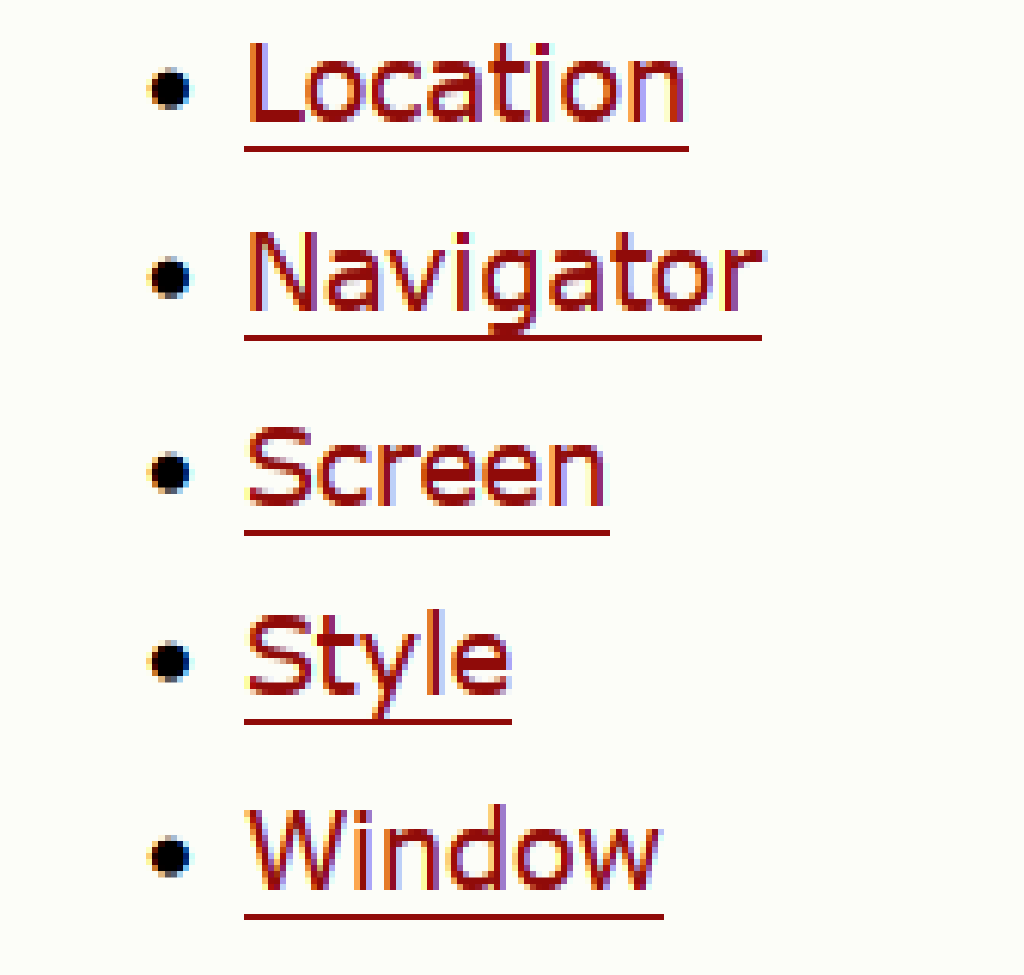 • Location
• Navigator
• Screen
• Style
• Window